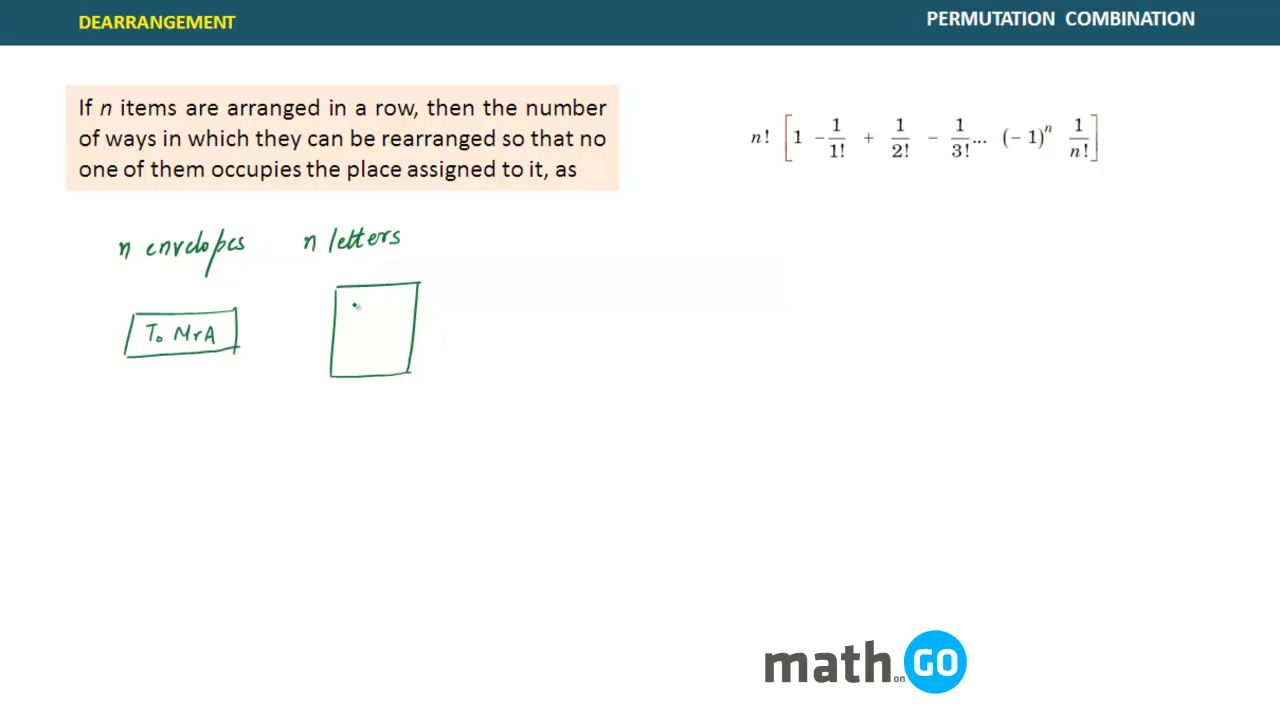 DEARRANGEMENT
PERMUTATION COMBINATION
If n items are arranged in a row, then the number
of ways in which they can be rearranged so that no
one of them occupies the place assigned to it, as
n! [1 - 1/1! + 1/2! - 1/3! ... (-1)^n 1/n!]
n envelopes n letters
To MrA
math on GO